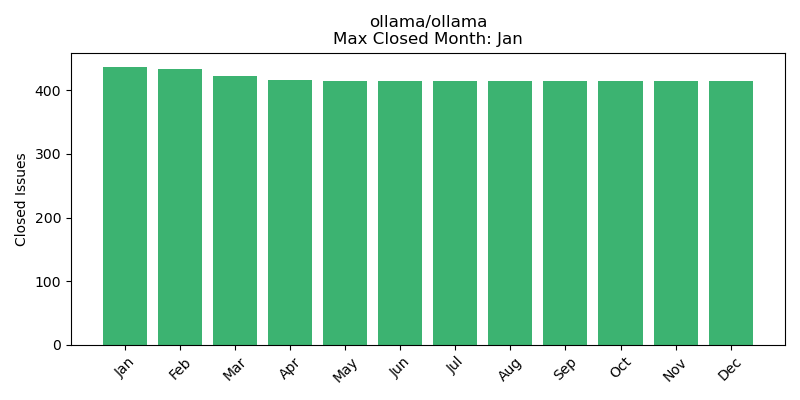 ollama/ollama
Max Closed Month: Jan
Closed Issues
400
300
200
100
0
Jan
Feb
Mar
Apr
May
Jun
Jul
Aug
Sep
Oct
Nov
Dec